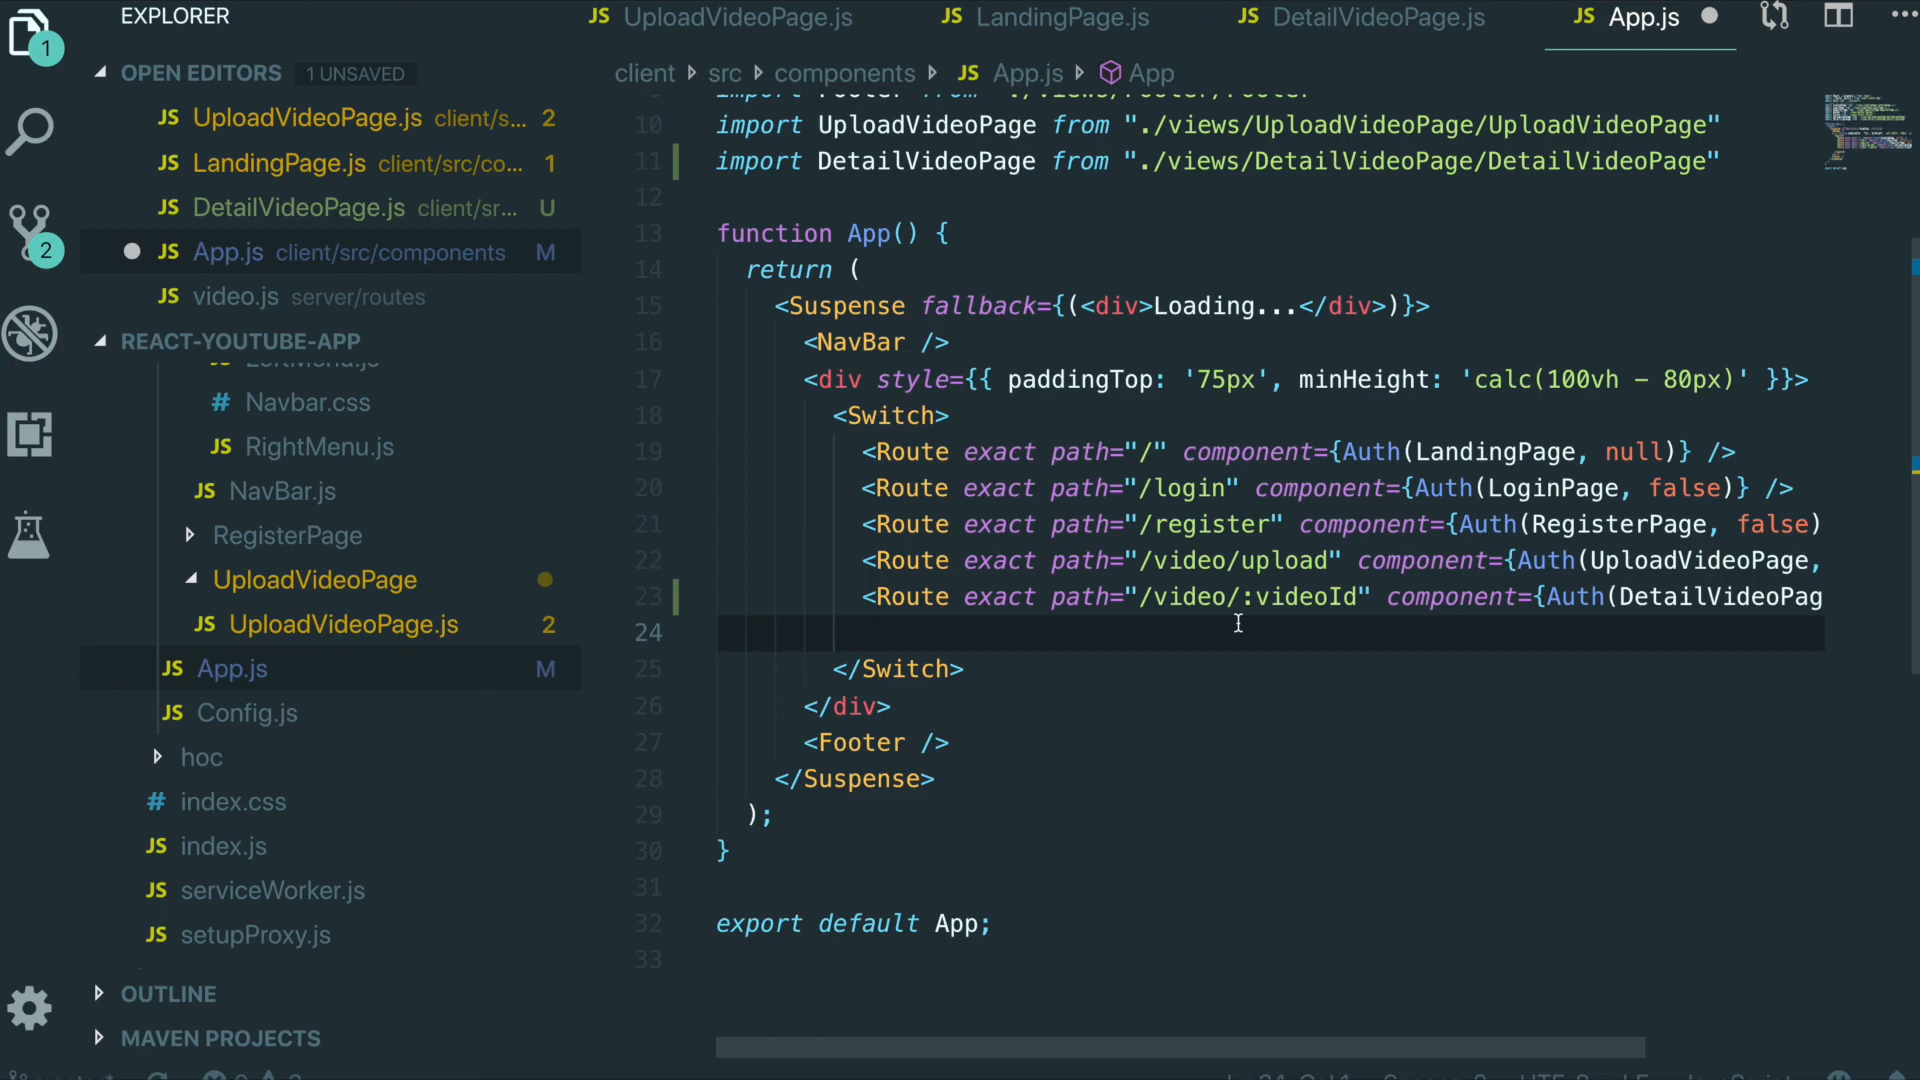 EXPLORER
OPEN EDITORS 1 UNSAVED
JS UploadVideoPage.js client/s... 2
JS LandingPage.js client/src/co... 1
JS DetailVideoPage.js client/sr... U
JS App.js client/src/components M
JS video.js server/routes
REACT-YOUTUBE-APP
LeftMenu.js
# Navbar.css
JS RightMenu.js
JS NavBar.js
RegisterPage
UploadVideoPage
JS UploadVideoPage.js 2
JS App.js M
JS Config.js
hoc
# index.css
JS index.js
JS serviceWorker.js
JS setupProxy.js
OUTLINE
MAVEN PROJECTS
1
2
JS UploadVideoPage.js JS LandingPage.js JS DetailVideoPage.js JS App.js
client src components JS App.js App
import Footer from "./views/Footer/Footer"
10 import UploadVideoPage from "./views/UploadVideoPage/UploadVideoPage"
11 import DetailVideoPage from "./views/DetailVideoPage/DetailVideoPage"
12
13 function App() {
14 return (
15 <Suspense fallback={(<div>Loading...</div>)}>
16 <NavBar />
17 <div style={{ paddingTop: '75px', minHeight: 'calc(100vh - 80px)' }}>
18 <Switch>
19 <Route exact path="/" component={Auth(LandingPage, null)} />
20 <Route exact path="/login" component={Auth(LoginPage, false)} />
21 <Route exact path="/register" component={Auth(RegisterPage, false)
22 <Route exact path="/video/upload" component={Auth(UploadVideoPage,
23 <Route exact path="/video/:videoId" component={Auth(DetailVideoPag
24
25 </Switch>
26 </div>
27 <Footer />
28 </Suspense>
29 );
30 }
31
32 export default App;
33